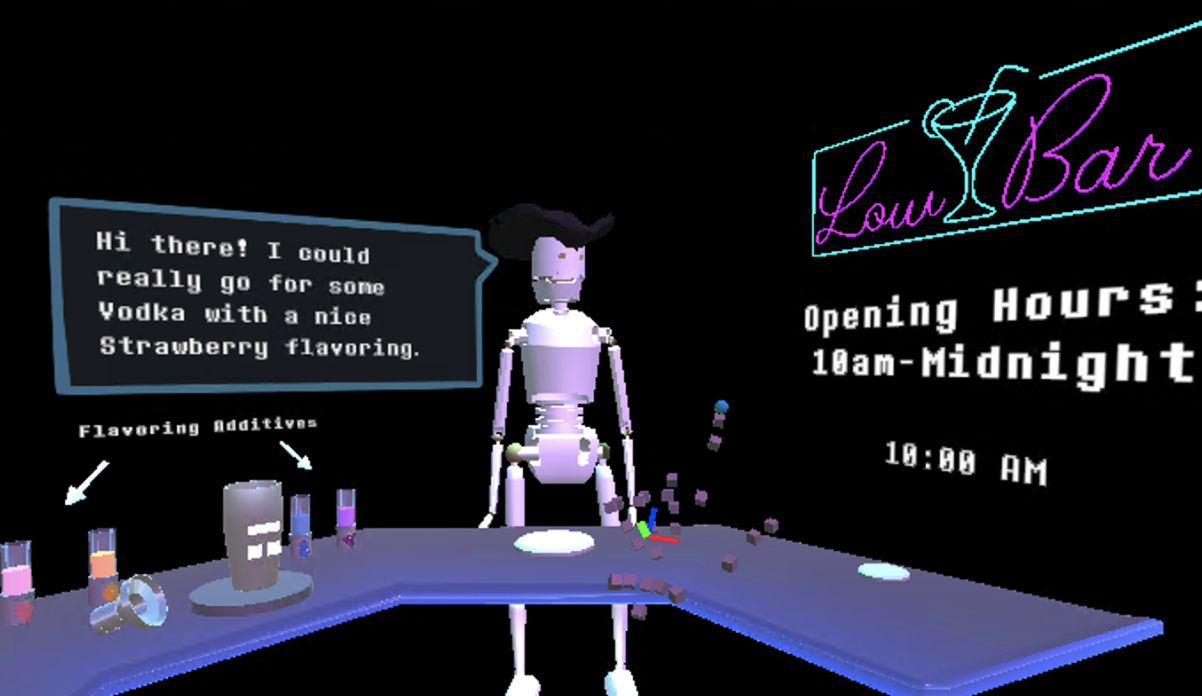 Hi there! I could
really go for some
Vodka with a nice
Strawberry flavoring.
Flavoring Additives
Low Bar
Opening Hours:
10am-Midnight
10:00 AM